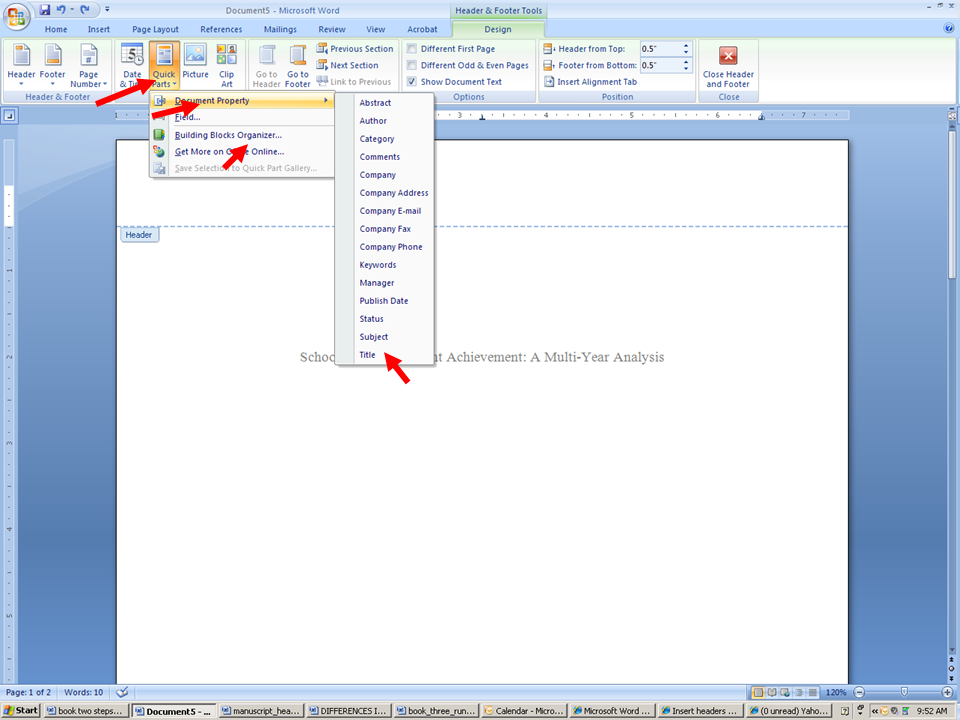 Document5 - Microsoft Word
Header & Footer Tools
Home Insert Page Layout References Mailings Review View Acrobat Design
Header Footer Page Number
Header & Footer
Date & Time Quick Parts Picture Clip Art
Go to Header Go to Footer
Previous Section
Next Section
Link to Previous
Different First Page
Different Odd & Even Pages
Show Document Text
Options
Header from Top: 0.5"
Footer from Bottom: 0.5"
Insert Alignment Tab
Position
Close Header and Footer
Close
Document Property
Field...
Building Blocks Organizer...
Get More on Online...
Save Selection to Quick Part Gallery...
Abstract
Author
Category
Comments
Company
Company Address
Company E-mail
Company Fax
Company Phone
Keywords
Manager
Publish Date
Status
Subject
Title
Header
Achievement: A Multi-Year Analysis
Page: 1 of 2 Words: 10 120%
Start book two steps... Document5 - ... manuscript_hea... DIFFERENCES I... book_three_run... Calendar - Micro... Microsoft Word ... Insert headers ... (0 unread) Yaho... 9:52 AM